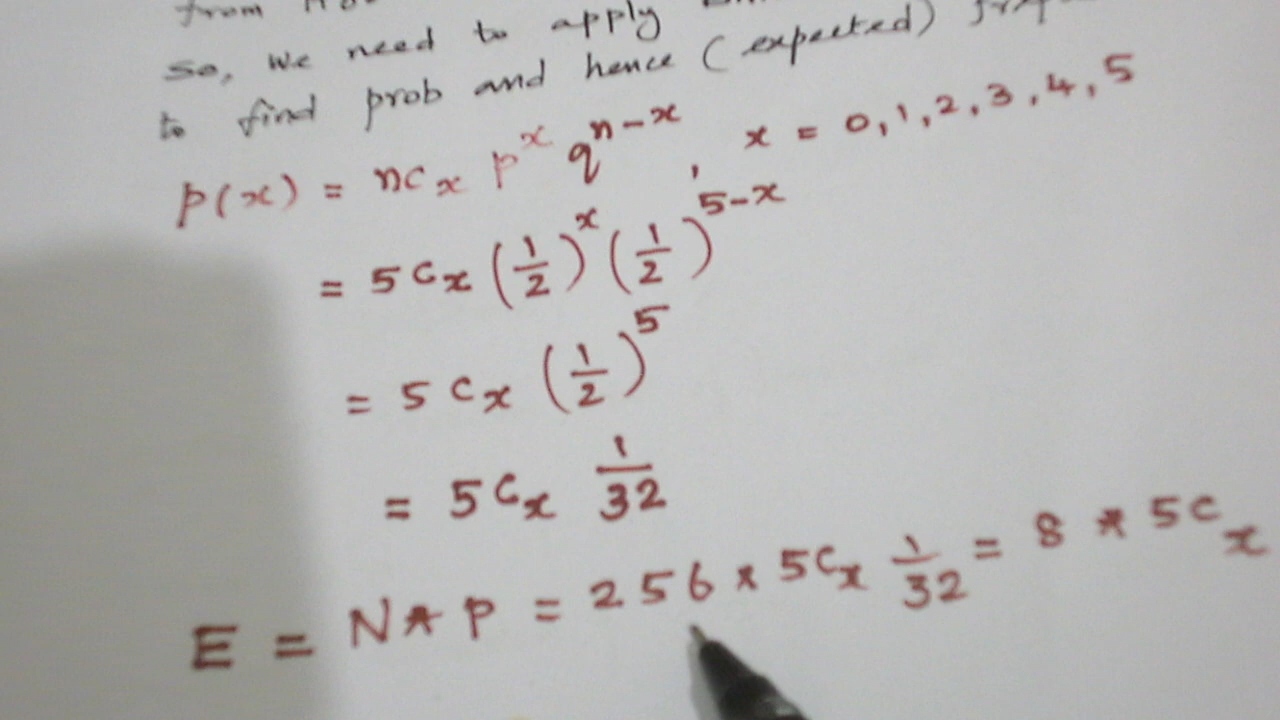 from
so, we need to apply
to find prob and hence (expected)
p(x) = nCx p^x q^(n-x), x = 0,1,2,3,4,5
= 5Cx (1/2)^x (1/2)^(5-x)
= 5Cx (1/2)^5
= 5Cx 1/32
E = N * P = 256 * 5Cx 1/32 = 8 * 5Cx